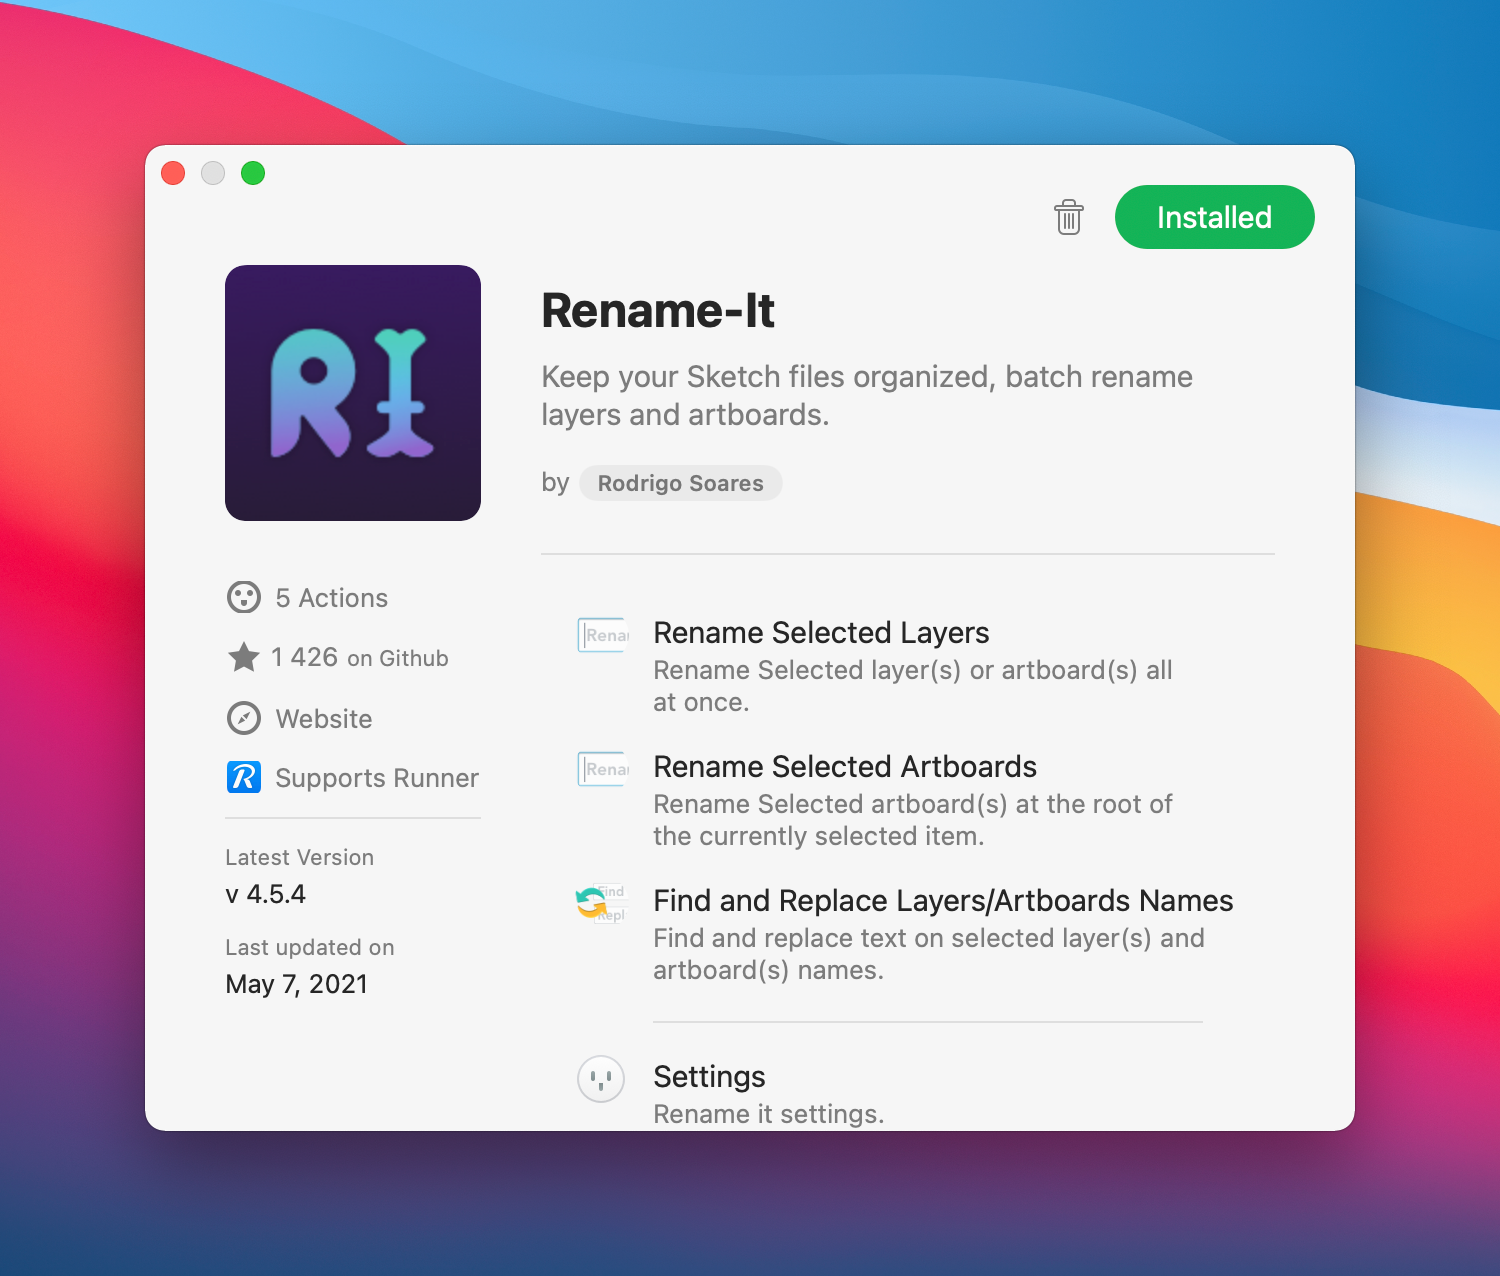 Installed
RI
Rename-It
Keep your Sketch files organized, batch rename
layers and artboards.
by Rodrigo Soares
5 Actions
1 426 on Github
Website
Supports Runner
Latest Version
v 4.5.4
Last updated on
May 7, 2021
Rena
Rename Selected Layers
Rename Selected layer(s) or artboard(s) all
at once.
Rena
Rename Selected Artboards
Rename Selected artboard(s) at the root of
the currently selected item.
Find
Repl
Find and Replace Layers/Artboards Names
Find and replace text on selected layer(s) and
artboard(s) names.
Settings
Rename it settings.